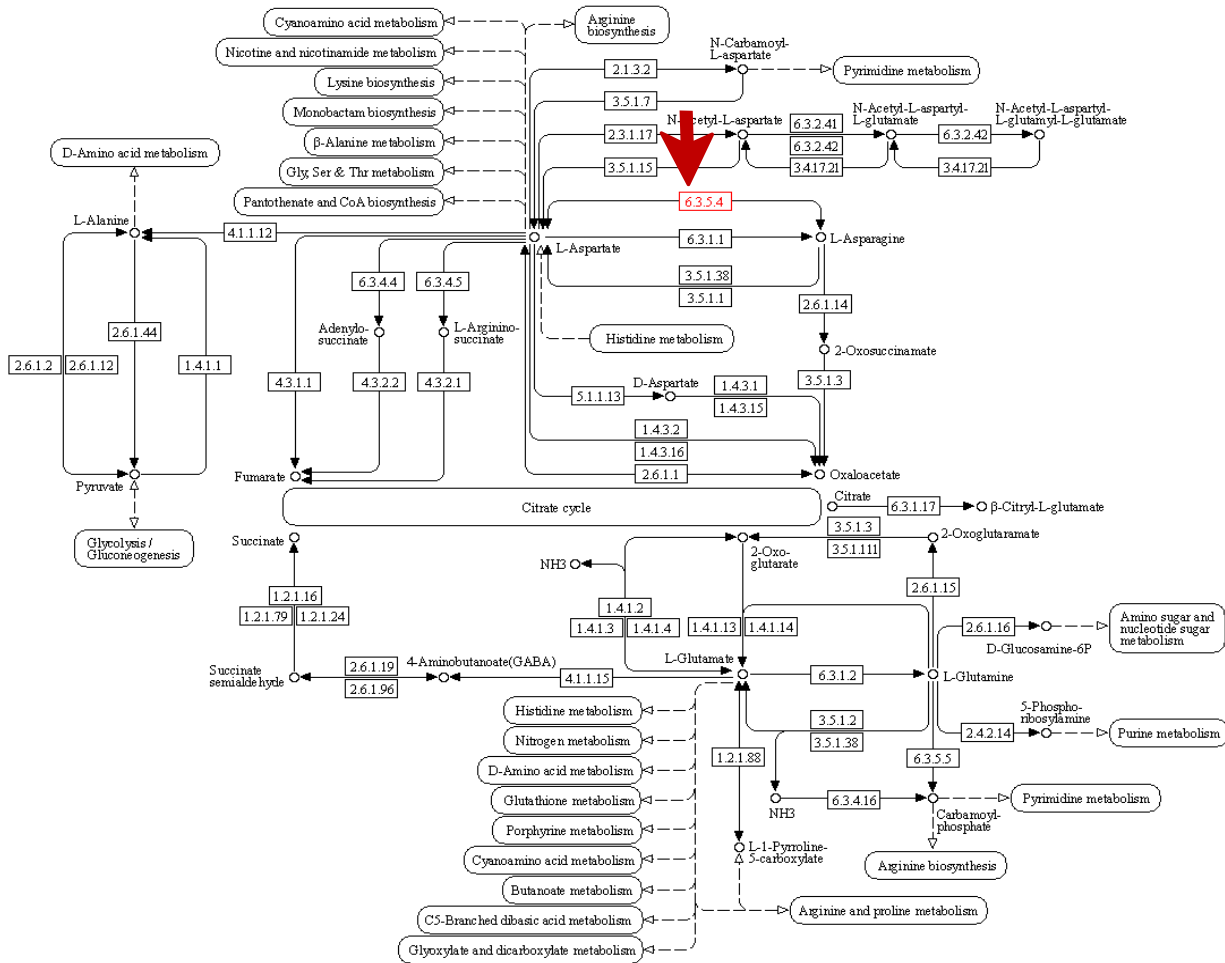 Cyanoamino acid metabolism
Arginine
biosynthesis
Nicotine and nicotinamide metabolism
Lysine biosynthesis
Monobactam biosynthesis
β-Alanine metabolism
Gly, Ser & Thr metabolism
Pantothenate and CoA biosynthesis
N-Carbamoyl-
L-aspartate
2.1.3.2
Pyrimidine metabolism
3.5.1.7
N-Acetyl-L-aspartate
N-Acetyl-L-aspartyl-
L-glutamate
N-Acetyl-L-aspartyl-
L-glutamyl-L-glutamate
2.3.1.17
6.3.2.41
6.3.2.42
6.3.2.42
3.5.1.15
3.4.17.21
3.4.17.21
D-Amino acid metabolism
6.3.5.4
L-Alanine
4.1.1.12
L-Aspartate
6.3.1.1
L-Asparagine
3.5.1.38
3.5.1.1
6.3.4.4
6.3.4.5
2.6.1.14
Adenylo-
succinate
L-Arginino-
succinate
Histidine metabolism
2-Oxosuccinamate
2.6.1.44
2.6.1.2
2.6.1.12
1.4.1.1
4.3.1.1
4.3.2.2
4.3.2.1
D-Aspartate
5.1.1.13
1.4.3.1
1.4.3.15
3.5.1.3
1.4.3.2
1.4.3.16
2.6.1.1
Pyruvate
Fumarate
Oxaloacetate
Citrate cycle
Citrate
6.3.1.17
β-Citryl-L-glutamate
Glycolysis /
Gluconeogenesis
Succinate
NH3
2-Oxo-
glutarate
3.5.1.3
3.5.1.111
2-Oxoglutaramate
1.2.1.16
1.2.1.79
1.2.1.24
1.4.1.2
1.4.1.3
1.4.1.4
1.4.1.13
1.4.1.14
2.6.1.15
2.6.1.16
Amino sugar and
nucleotide sugar
metabolism
D-Glucosamine-6P
Succinate
semialdehyde
2.6.1.19
2.6.1.96
4-Aminobutanoate(GABA)
4.1.1.15
L-Glutamate
6.3.1.2
L-Glutamine
5-Phospho-
ribosylamine
2.4.2.14
Purine metabolism
3.5.1.2
3.5.1.38
1.2.1.88
6.3.5.5
NH3
6.3.4.16
Carbamoyl-
phosphate
Pyrimidine metabolism
Arginine biosynthesis
L-1-Pyrroline-
5-carboxylate
Arginine and proline metabolism
Histidine metabolism
Nitrogen metabolism
D-Amino acid metabolism
Glutathione metabolism
Porphyrine metabolism
Cyanoamino acid metabolism
Butanoate metabolism
C5-Branched dibasic acid metabolism
Glyoxylate and dicarboxylate metabolism